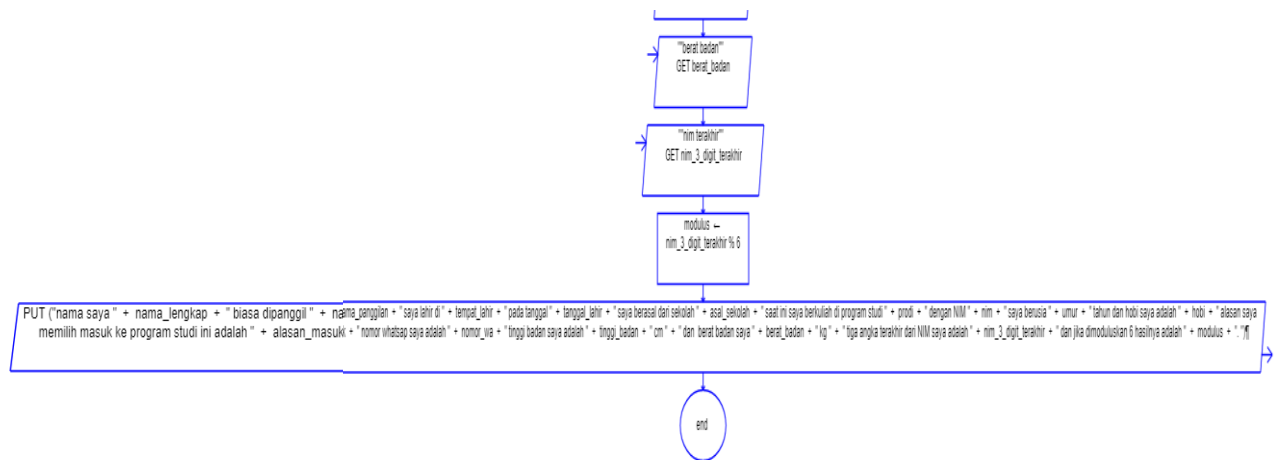 ""berat badan""
GET berat_badan
""nim terakhir""
GET nim_3_digit_terakhir
modulus ←
nim_3_digit_terakhir % 6
PUT ("nama saya " + nama_lengkap + " biasa dipanggil " + nama_panggilan + " saya lahir di " + tempat_lahir + " pada tanggal " + tanggal_lahir + " saya berasal dari sekolah " + asal_sekolah + " saat ini saya berkuliah di program studi " + prodi + " dengan NIM " + nim + " saya berusia " + umur + " tahun dan hobi saya adalah " + hobi + " alasan saya
memilih masuk ke program studi ini adalah " + alasan_masuk + " nomor whatsapp saya adalah " + nomor_wa + " tinggi badan saya adalah " + tinggi_badan + " cm " + " dan berat badan saya " + berat_badan + " kg " + " tiga angka terakhir dari NIM saya adalah " + nim_3_digit_terakhir + " dan jika dimoduluskan 6 hasilnya adalah " + modulus + " . ")¶
end